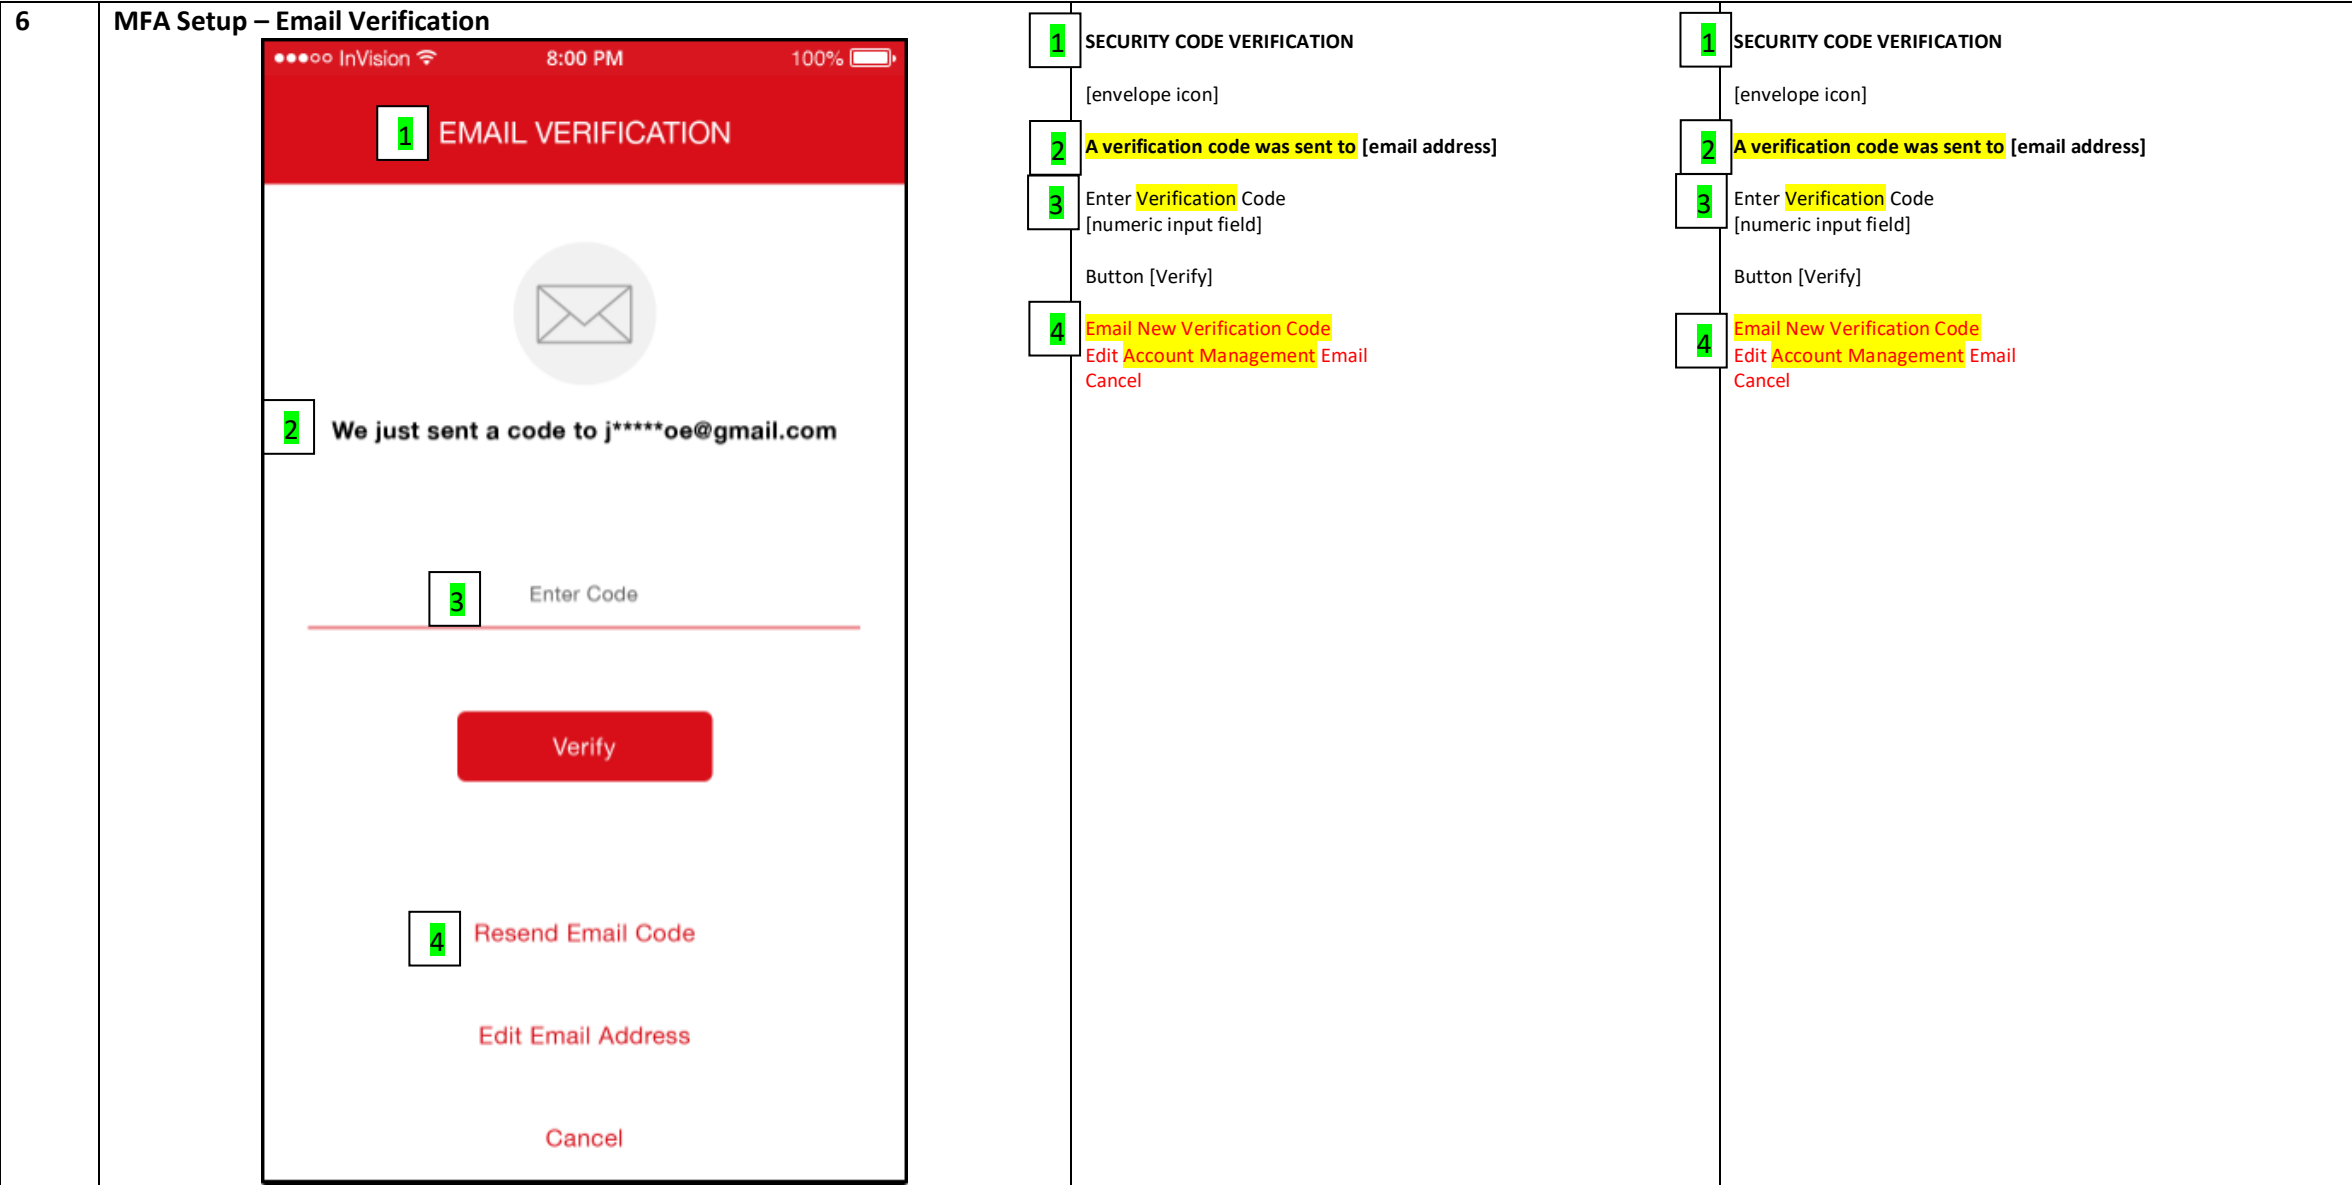 6
MFA Setup – Email Verification
InVision 8:00 PM 100%
1 EMAIL VERIFICATION
2 We just sent a code to j*****oe@gmail.com
3 Enter Code
Verify
4 Resend Email Code
Edit Email Address
Cancel
1 SECURITY CODE VERIFICATION
[envelope icon]
2 A verification code was sent to [email address]
3 Enter Verification Code
[numeric input field]
Button [Verify]
4 Email New Verification Code
Edit Account Management Email
Cancel
1 SECURITY CODE VERIFICATION
[envelope icon]
2 A verification code was sent to [email address]
3 Enter Verification Code
[numeric input field]
Button [Verify]
4 Email New Verification Code
Edit Account Management Email
Cancel